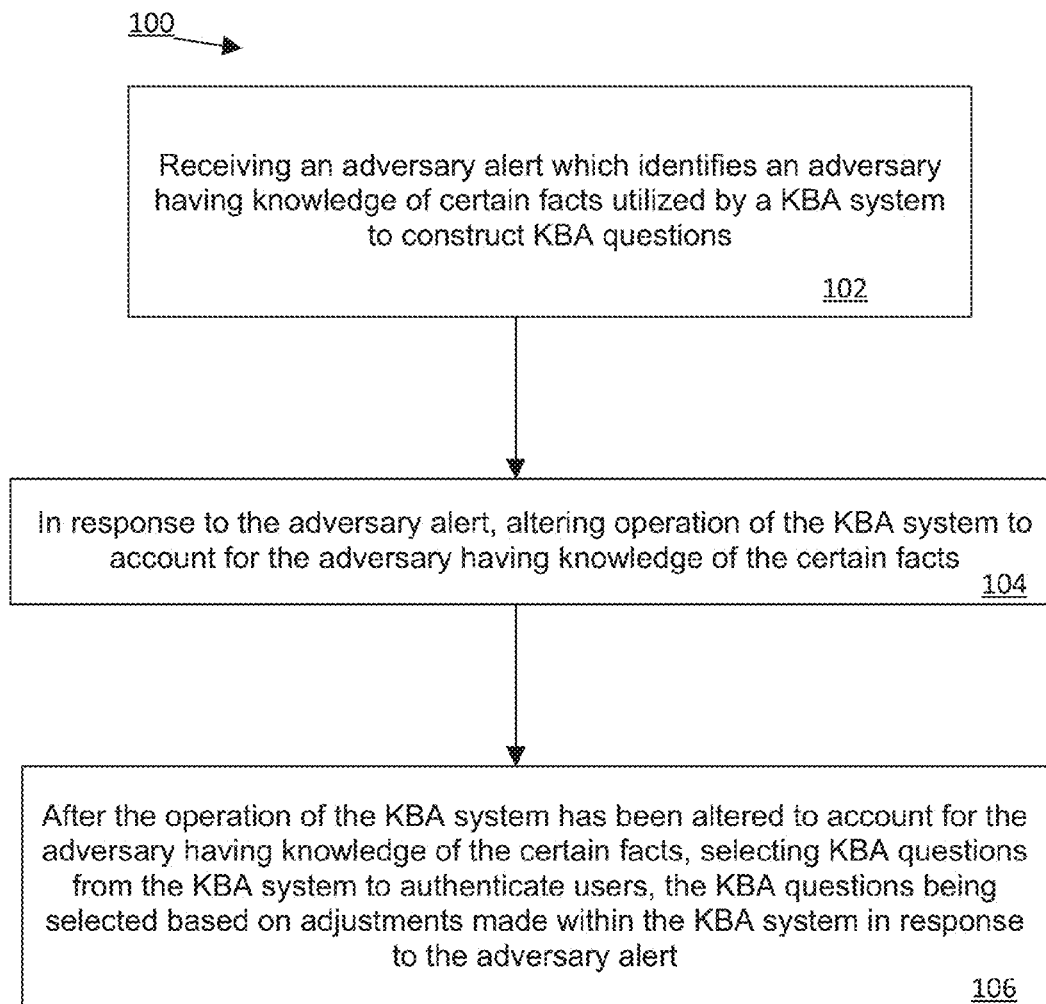 100
Receiving an adversary alert which identifies an adversary
having knowledge of certain facts utilized by a KBA system
to construct KBA questions
102
In response to the adversary alert, altering operation of the KBA system to
account for the adversary having knowledge of the certain facts
104
After the operation of the KBA system has been altered to account for the
adversary having knowledge of the certain facts, selecting KBA questions
from the KBA system to authenticate users, the KBA questions being
selected based on adjustments made within the KBA system in response
to the adversary alert
106